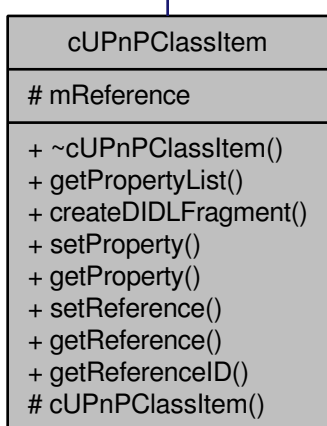 cUPnPClassItem
# mReference
+ ~cUPnPClassItem()
+ getPropertyList()
+ createDIDLFragment()
+ setProperty()
+ getProperty()
+ setReference()
+ getReference()
+ getReferenceID()
# cUPnPClassItem()